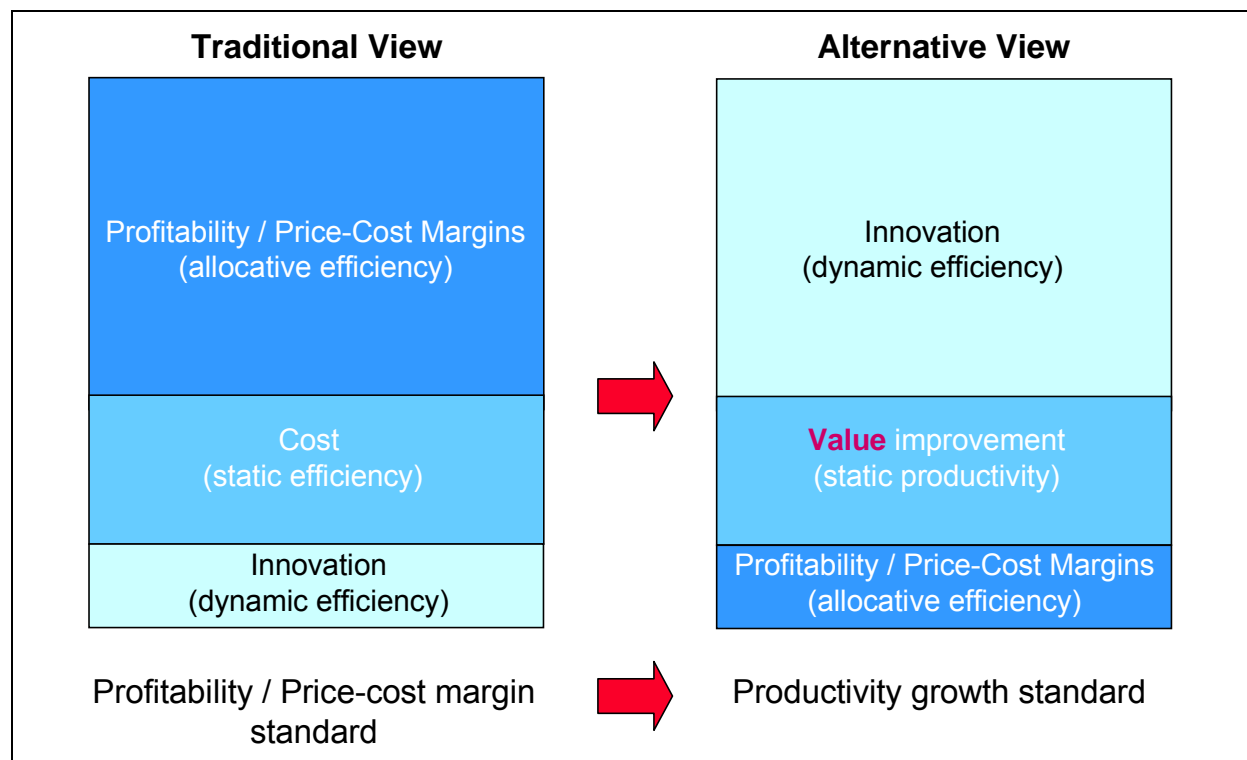 Traditional View
Profitability / Price-Cost Margins
(allocative efficiency)
Cost
(static efficiency)
Innovation
(dynamic efficiency)
Profitability / Price-cost margin
standard
Alternative View
Innovation
(dynamic efficiency)
Value improvement
(static productivity)
Profitability / Price-Cost Margins
(allocative efficiency)
Productivity growth standard